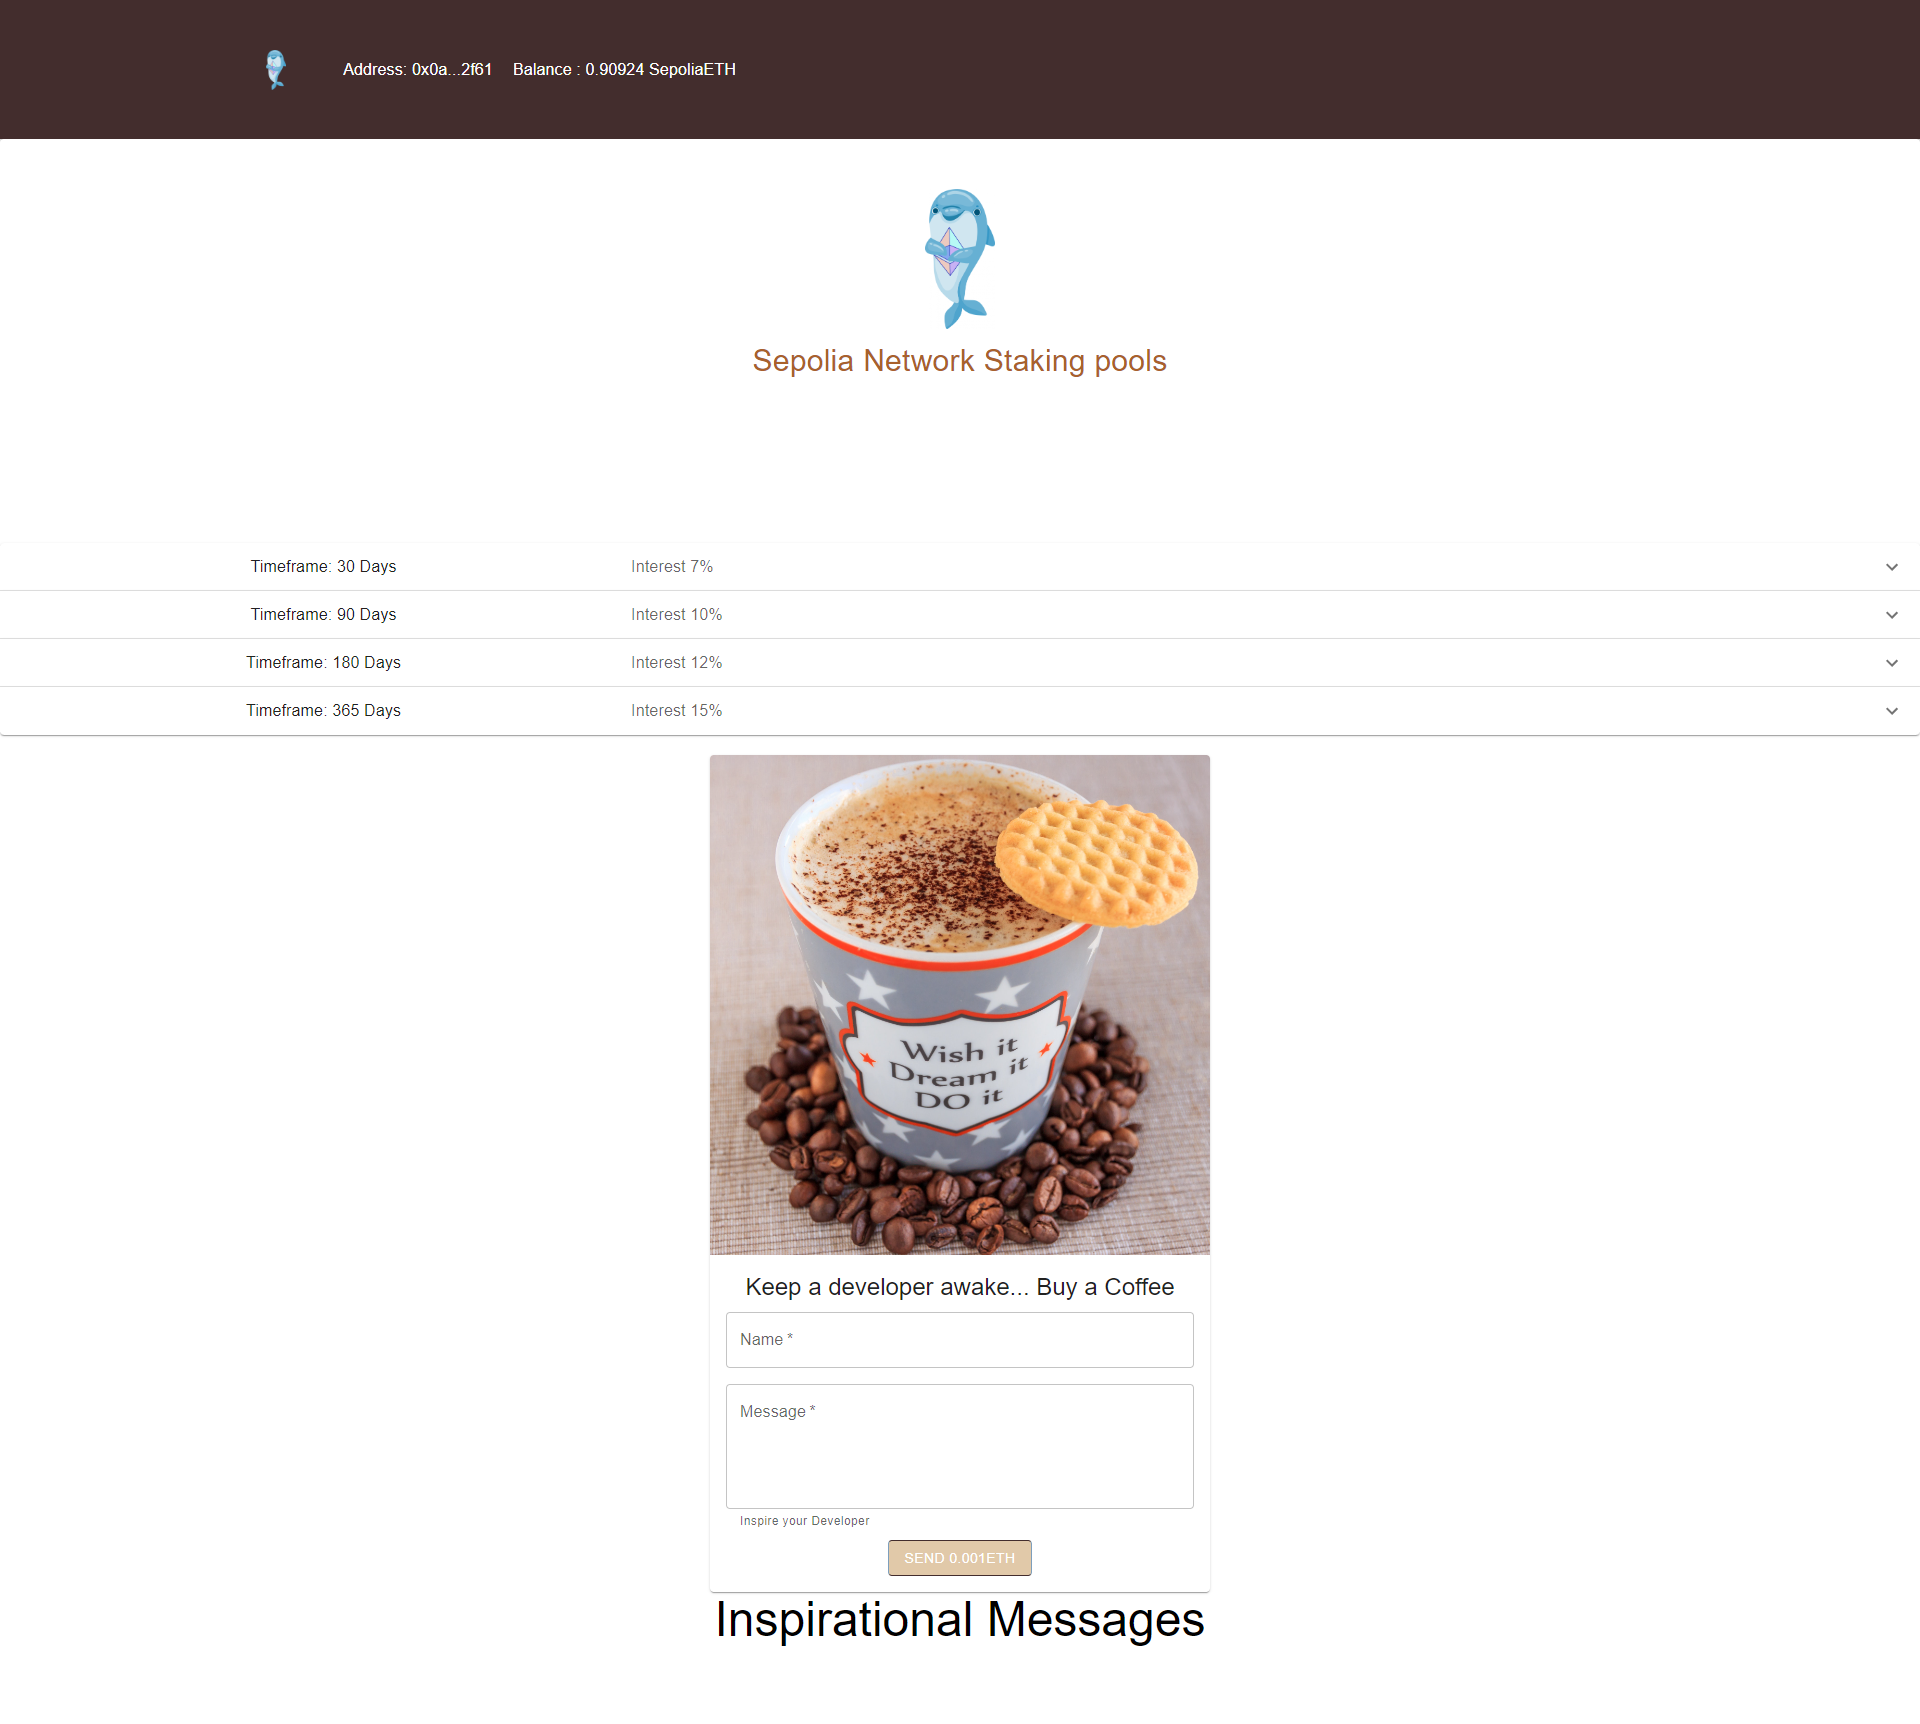 Address: 0x0a...2f61 Balance : 0.90924 SepoliaETH
Sepolia Network Staking pools
Timeframe: 30 Days Interest 7%
Timeframe: 90 Days Interest 10%
Timeframe: 180 Days Interest 12%
Timeframe: 365 Days Interest 15%
Wish it
Dream it
DO it
Keep a developer awake... Buy a Coffee
Name *
Message *
Inspire your Developer
SEND 0.001ETH
Inspirational Messages